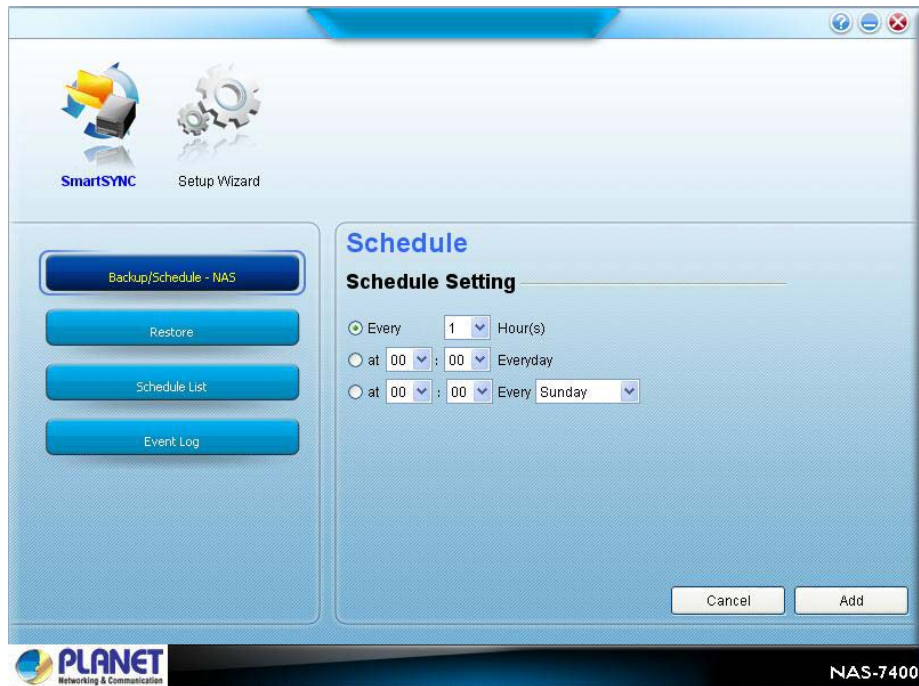 SmartSYNC
Setup Wizard
Backup/Schedule - NAS
Restore
Schedule List
Event Log
Schedule
Schedule Setting
Every 1 Hour(s)
at 00 : 00 Everyday
at 00 : 00 Every Sunday
Cancel
Add
PLANET
Networking & Communication
NAS-7400